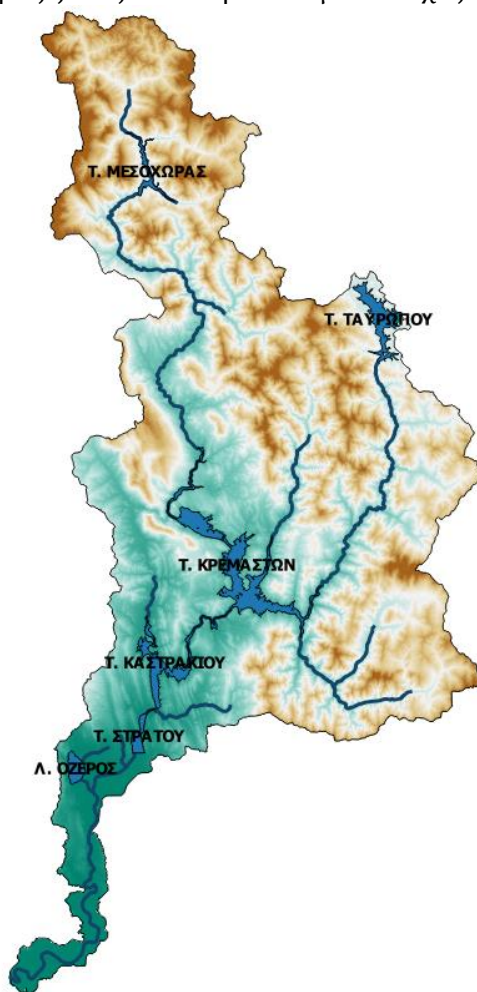 Τ. ΜΕΣΟΧΩΡΑΣ
Τ. ΤΑΥΡΩΠΟΥ
Τ. ΚΡΕΜΑΣΤΩΝ
Τ. ΚΑΣΤΡΑΚΙΟΥ
Τ. ΣΤΡΑΤΟΥ
Λ. ΟΖΕΡΟΣ